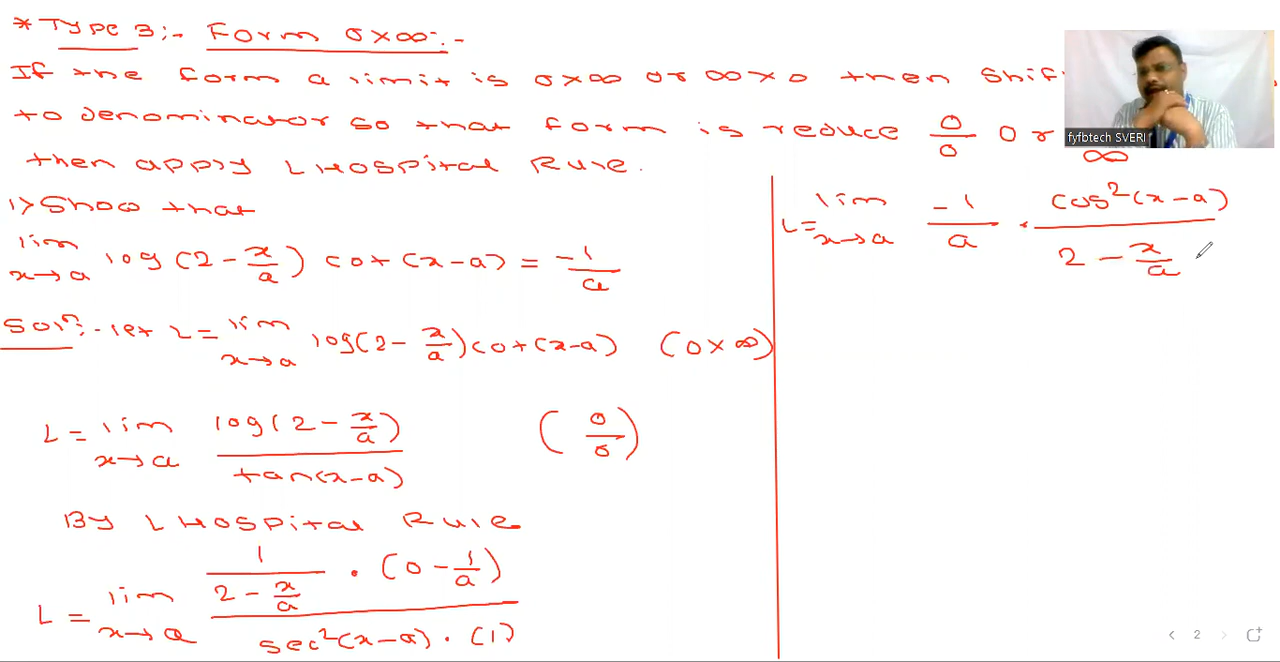 * TYPE 3:- Form 0×∞:-
If the form a limit is 0×∞ or ∞×0 then shif
to Denominator so that form is reduce 0/0 or
∞
then apply L Hospital Rule.
1> Show that
lim x→a log(2 - x/a) cot(x-a) = -1/a
Solⁿ:- let L = lim x→a log(2 - x/a) cot(x-a) (0×∞)
L = lim x→a log(2 - x/a) / tan(x-a) (0/0)
By L Hospital Rule
L = lim x→a 1/(2 - x/a) · (0 - 1/a) / sec²(x-a) · (1)
L = lim x→a -1/a · cos²(x-a) / 2 - x/a
fyfbtech SVERI
2